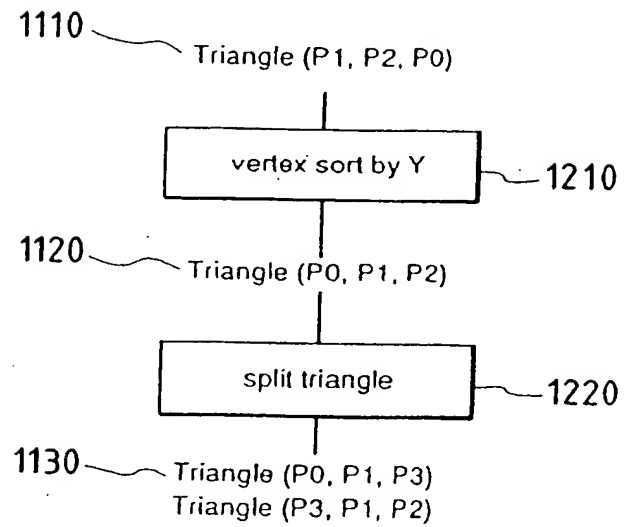 1110
Triangle (P1, P2, P0)
vertex sort by Y
1210
1120
Triangle (P0, P1, P2)
split triangle
1220
1130
Triangle (P0, P1, P3)
Triangle (P3, P1, P2)